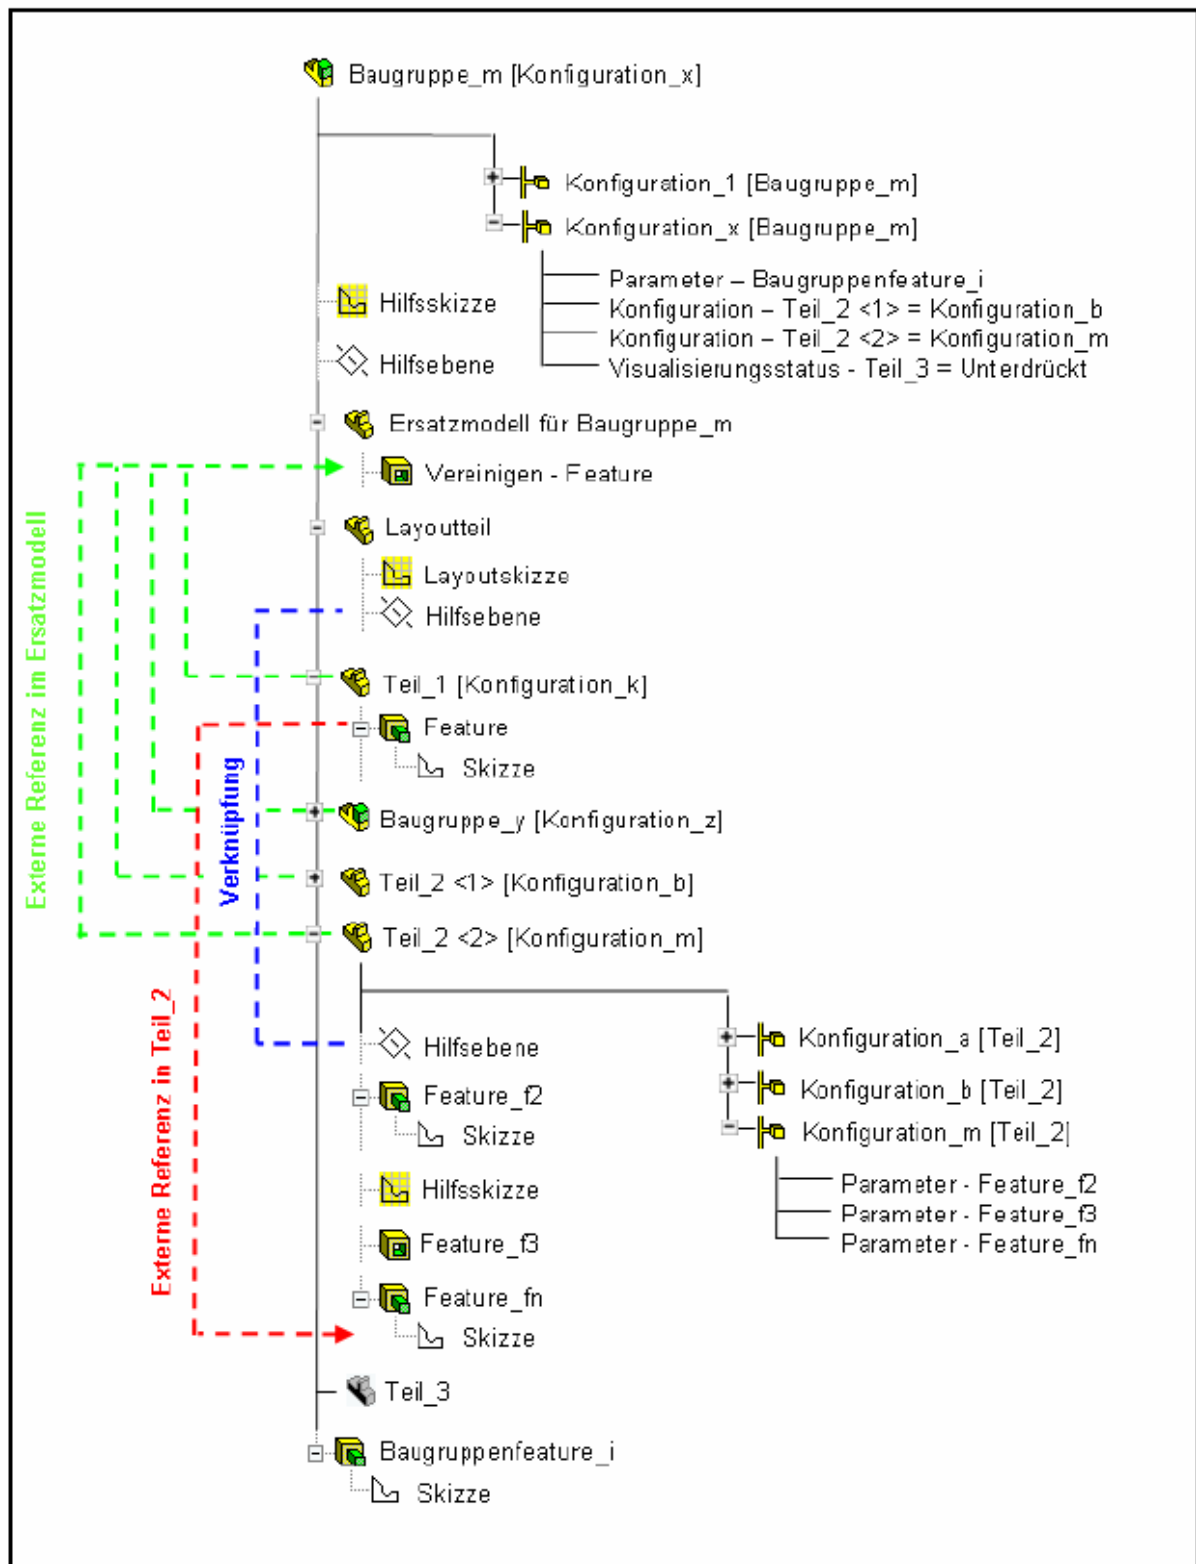 Baugruppe_m [Konfiguration_x]
Konfiguration_1 [Baugruppe_m]
Konfiguration_x [Baugruppe_m]
Parameter – Baugruppenfeature_i
Konfiguration – Teil_2 <1> = Konfiguration_b
Konfiguration – Teil_2 <2> = Konfiguration_m
Visualisierungsstatus - Teil_3 = Unterdrückt
Hilfsskizze
Hilfsebene
Ersatzmodell für Baugruppe_m
Vereinigen - Feature
Layoutteil
Layoutskizze
Hilfsebene
Teil_1 [Konfiguration_k]
Feature
Skizze
Baugruppe_y [Konfiguration_z]
Teil_2 <1> [Konfiguration_b]
Teil_2 <2> [Konfiguration_m]
Konfiguration_a [Teil_2]
Konfiguration_b [Teil_2]
Konfiguration_m [Teil_2]
Parameter - Feature_f2
Parameter - Feature_f3
Parameter - Feature_fn
Hilfsebene
Feature_f2
Skizze
Hilfsskizze
Feature_f3
Feature_fn
Skizze
Teil_3
Baugruppenfeature_i
Skizze
Externe Referenz im Ersatzmodell
Verknüpfung
Externe Referenz in Teil_2